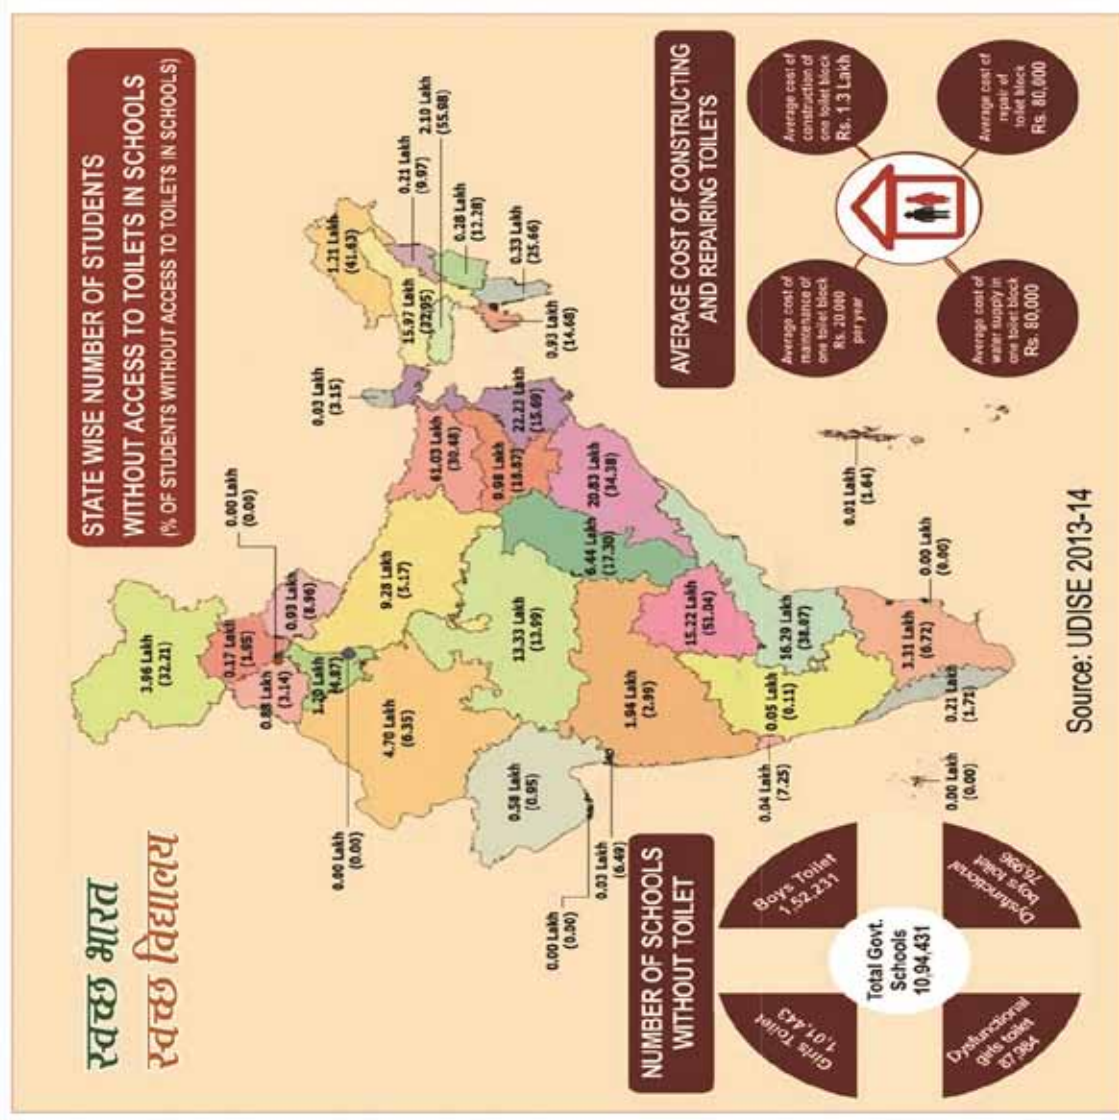 स्वच्छ भारत
स्वच्छ विद्यालय
STATE WISE NUMBER OF STUDENTS
WITHOUT ACCESS TO TOILETS IN SCHOOLS
(% OF STUDENTS WITHOUT ACCESS TO TOILETS IN SCHOOLS)
3.96 Lakh
(32.21)
0.17 Lakh
(1.85)
0.88 Lakh
(3.14)
0.00 Lakh
(0.00)
0.93 Lakh
(8.96)
1.20 Lakh
(4.87)
0.00 Lakh
(0.00)
9.28 Lakh
(5.17)
4.70 Lakh
(6.35)
0.03 Lakh
(3.15)
1.21 Lakh
(41.63)
15.97 Lakh
0.21 Lakh
(9.97)
2.10 Lakh
(55.98)
0.28 Lakh
(12.28)
0.33 Lakh
(25.66)
0.93 Lakh
(14.68)
61.03 Lakh
(30.48)
22.23 Lakh
(15.69)
0.58 Lakh
(0.95)
13.33 Lakh
6.44 Lakh
(17.30)
20.83 Lakh
(34.38)
0.00 Lakh
(0.00)
0.03 Lakh
(6.49)
1.94 Lakh
(2.99)
15.22 Lakh
(51.04)
16.29 Lakh
(38.07)
0.05 Lakh
(0.11)
0.04 Lakh
(7.25)
3.31 Lakh
(6.72)
0.21 Lakh
(1.71)
0.00 Lakh
(0.00)
0.00 Lakh
(0.00)
0.01 Lakh
(1.64)
NUMBER OF SCHOOLS
WITHOUT TOILET
Girls Toilet
1,01,443
Boys Toilet
1,52,231
Total Govt.
Schools
10,94,431
Dysfunctional
girls toilet
87,984
Dysfunctional
boys toilet
76,996
AVERAGE COST OF CONSTRUCTING
AND REPAIRING TOILETS
Average cost of
maintenance of
one toilet block
Rs. 20,000
per year
Average cost of
construction of
one toilet block
Rs. 1.3 Lakh
Average cost of
water supply in
one toilet block
Rs. 80,000
Average cost of
repair of
toilet block
Rs. 80,000
Source: UDISE 2013-14